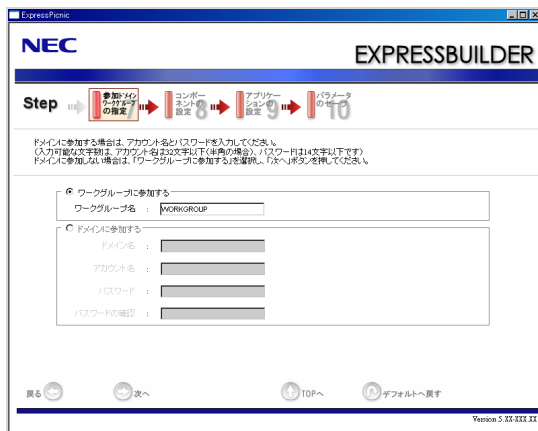 ExpressPicnic
NEC
EXPRESSBUILDER
Step
参加ドメイン
ワークグループ
の指定
7
コンポー
ネントの
設定
8
アプリケー
ションの
設定
9
パラメータ
のセーブ
10
ドメインに参加する場合は、アカウント名とパスワードを入力してください。
(入力可能な文字数は、アカウント名は32文字以下(半角の場合)、パスワードは14文字以下です)
ドメインに参加しない場合は、「ワークグループに参加する」を選択し、「次へ」ボタンを押してください。
ワークグループに参加する
ワークグループ名 : WORKGROUP
ドメインに参加する
ドメイン名 :
アカウント名 :
パスワード :
パスワードの確認 :
戻る 次へ TOPへ デフォルトへ戻す
Version 5.XX-XXX.XX